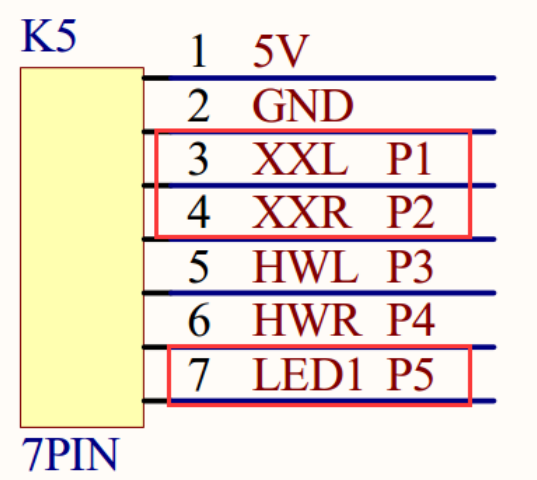 K5
1 5V
2 GND
3 XXL P1
4 XXR P2
5 HWL P3
6 HWR P4
7 LED1 P5
7PIN